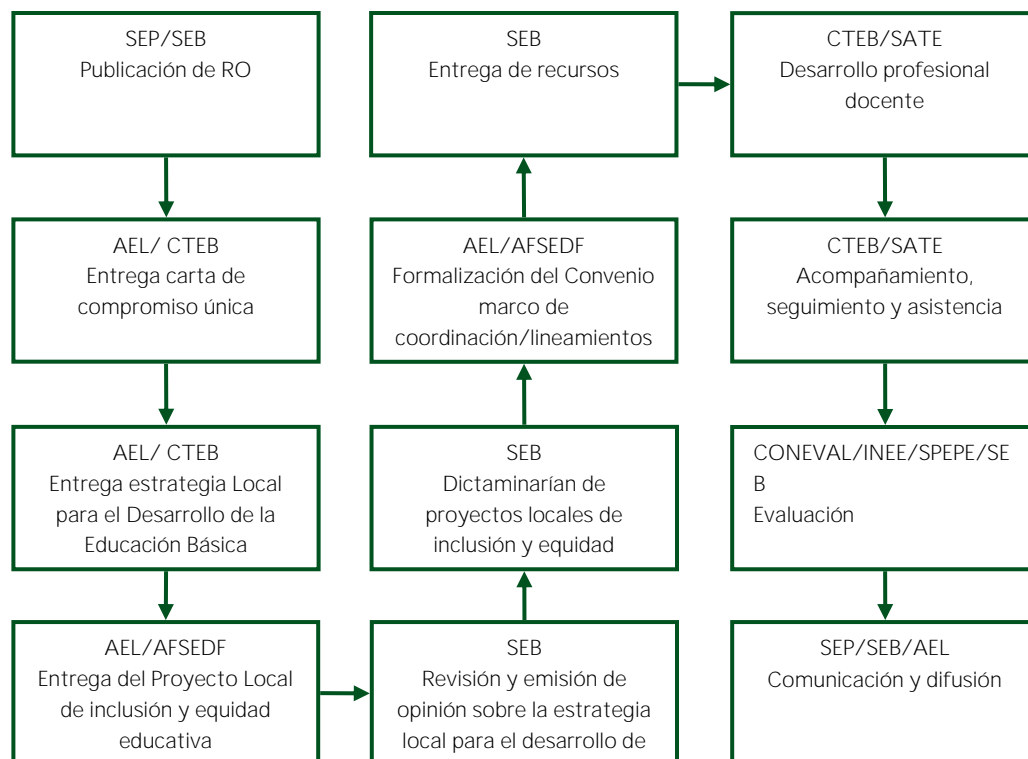 SEP/SEB
Publicación de RO
AEL/ CTEB
Entrega carta de
compromiso única
AEL/ CTEB
Entrega estrategia Local
para el Desarrollo de la
Educación Básica
AEL/AFSEDF
Entrega del Proyecto Local
de inclusión y equidad
educativa
SEB
Revisión y emisión de
opinión sobre la estrategia
local para el desarrollo de
SEB
Dictaminarían de
proyectos locales de
inclusión y equidad
AEL/AFSEDF
Formalización del Convenio
marco de
coordinación/lineamientos
SEB
Entrega de recursos
CTEB/SATE
Desarrollo profesional
docente
CTEB/SATE
Acompañamiento,
seguimiento y asistencia
CONEVAL/INEE/SPEPE/SE
B
Evaluación
SEP/SEB/AEL
Comunicación y difusión